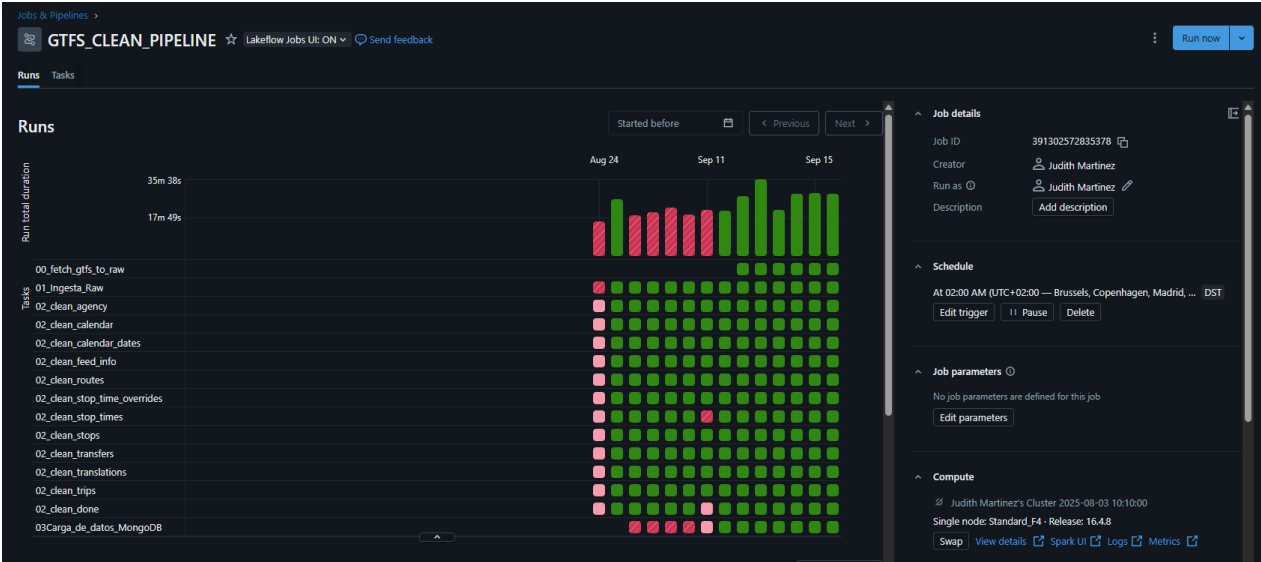 Jobs & Pipelines >
GTFS_CLEAN_PIPELINE ☆ Lakeflow Jobs UI: ON Send feedback
Run now
Runs Tasks
Runs
Started before
< Previous
Next >
Aug 24 Sep 11 Sep 15
Run total duration
35m 38s
17m 49s
Tasks
00_fetch_gtfs_to_raw
01_Ingesta_Raw
02_clean_agency
02_clean_calendar
02_clean_calendar_dates
02_clean_feed_info
02_clean_routes
02_clean_stop_time_overrides
02_clean_stop_times
02_clean_stops
02_clean_transfers
02_clean_translations
02_clean_trips
02_clean_done
03Carga_de_datos_MongoDB
Job details
Job ID 391302572835378
Creator Judith Martinez
Run as Judith Martinez
Description Add description
Schedule
At 02:00 AM (UTC+02:00 — Brussels, Copenhagen, Madrid, ... DST
Edit trigger Pause Delete
Job parameters
No job parameters are defined for this job
Edit parameters
Compute
Judith Martinez's Cluster 2025-08-03 10:10:00
Single node: Standard_F4 · Release: 16.4.8
Swap View details Spark UI Logs Metrics